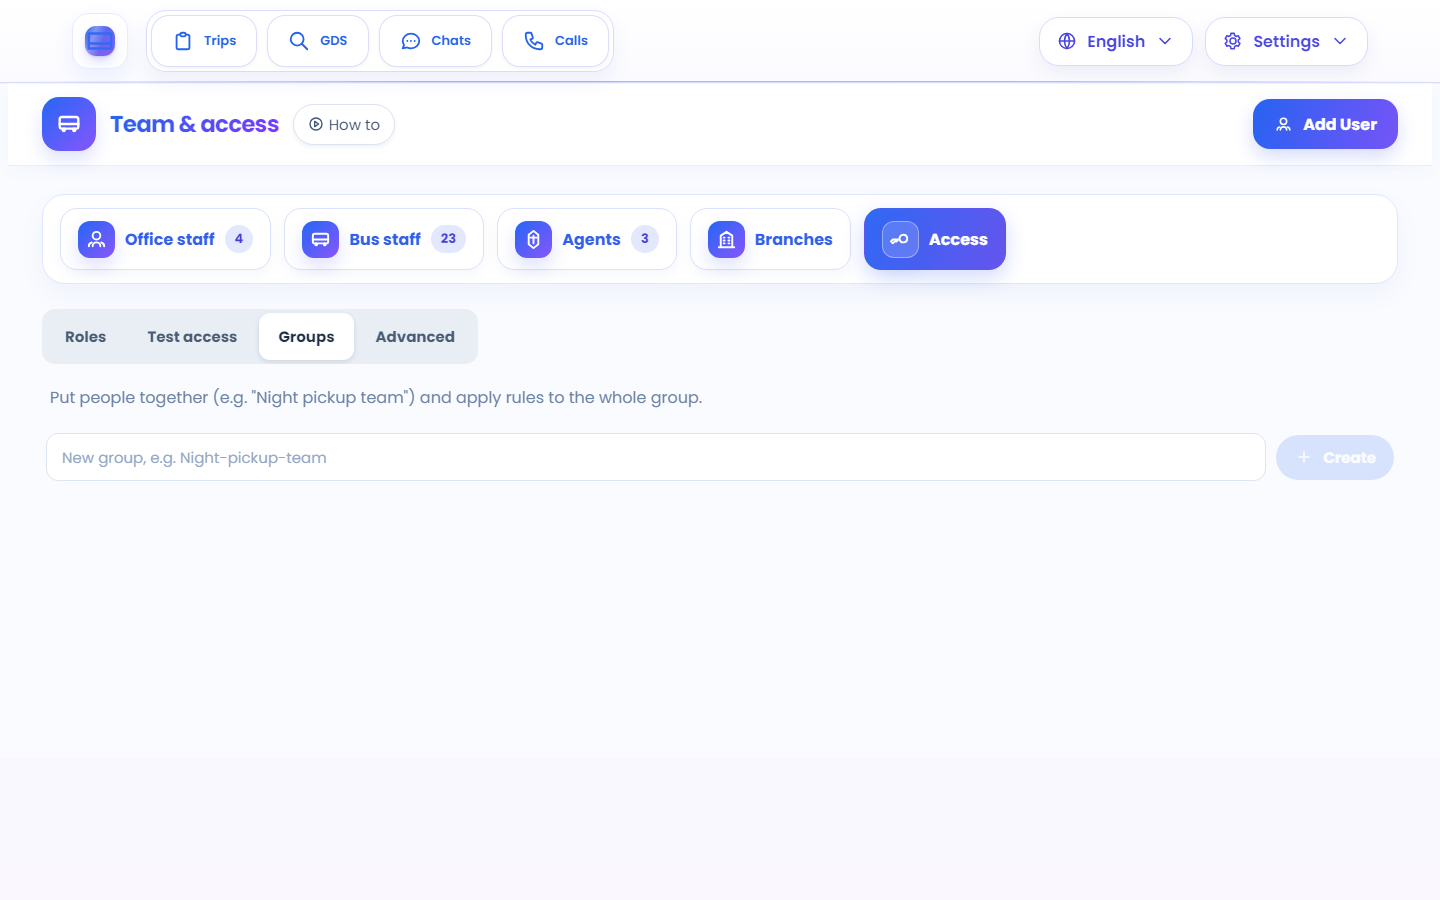 Trips
GDS
Chats
Calls
English
Settings
Team & access
How to
Add User
Office staff 4
Bus staff 23
Agents 3
Branches
Access
Roles
Test access
Groups
Advanced
Put people together (e.g. "Night pickup team") and apply rules to the whole group.
New group, e.g. Night-pickup-team
Create